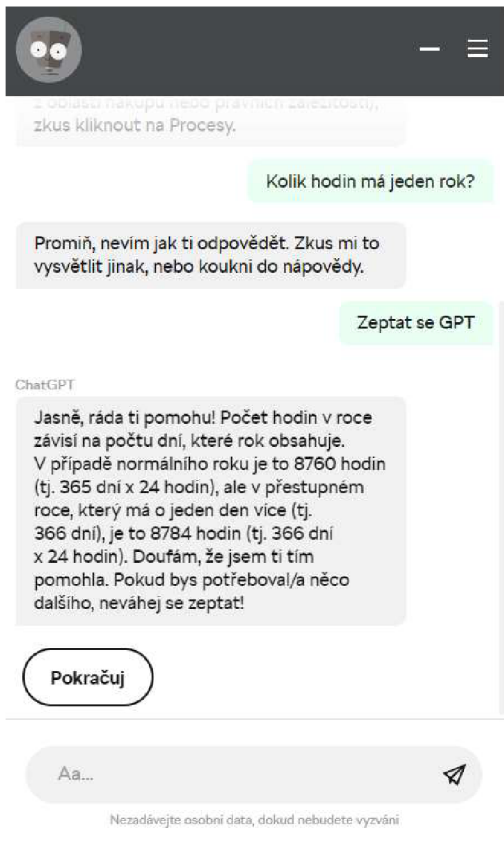 z oblasti nákupu nebo právních záležitostí),
zkus kliknout na Procesy.
Kolik hodin má jeden rok?
Promiň, nevím jak ti odpovědět. Zkus mi to
vysvětlit jinak, nebo koukni do nápovědy.
Zeptat se GPT
ChatGPT
Jasně, ráda ti pomohu! Počet hodin v roce
závisí na počtu dní, které rok obsahuje.
V případě normálního roku je to 8760 hodin
(tj. 365 dní x 24 hodin), ale v přestupném
roce, který má o jeden den více (tj.
366 dní), je to 8784 hodin (tj. 366 dní
x 24 hodin). Doufám, že jsem ti tím
pomohla. Pokud bys potřeboval/a něco
dalšího, neváhej se zeptat!
Pokračuj
Aa...
Nezadávejte osobní data, dokud nebudete vyzváni